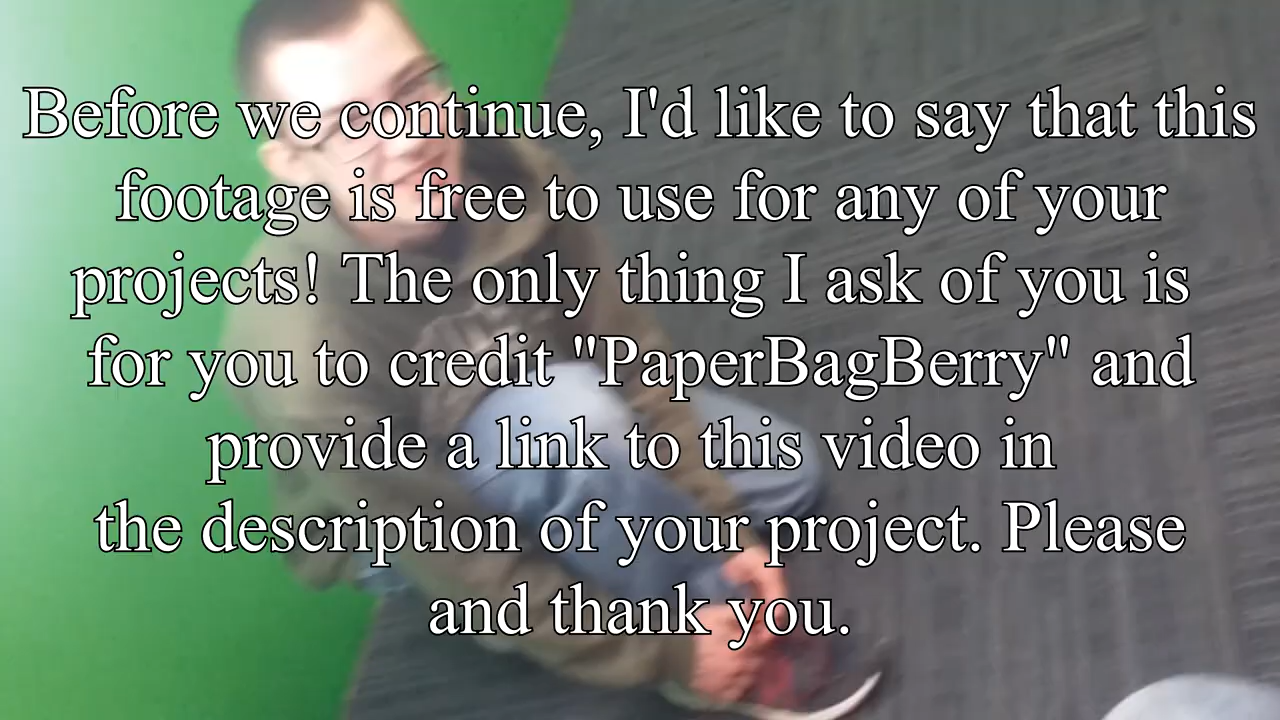 Before we continue, I'd like to say that this
footage is free to use for any of your
projects! The only thing I ask of you is
for you to credit "PaperBagBerry" and
provide a link to this video in
the description of your project. Please
and thank you.